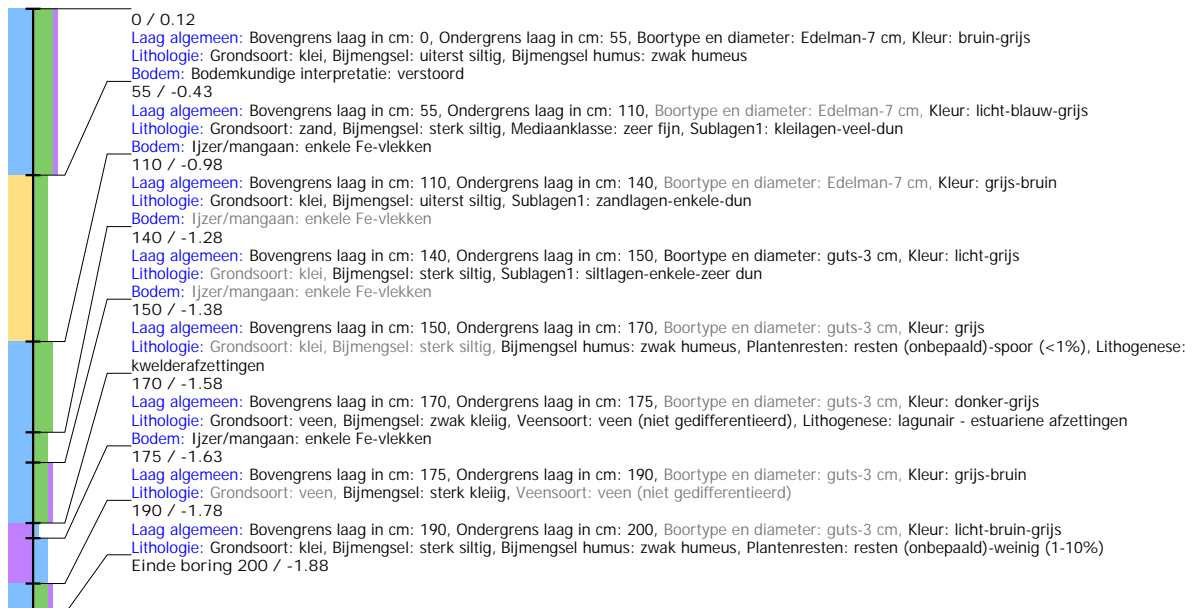 0 / 0.12
Laag algemeen: Bovengrens laag in cm: 0, Ondergrens laag in cm: 55, Boortype en diameter: Edelman-7 cm, Kleur: bruin-grijs
Lithologie: Grondsoort: klei, Bijmengsel: uiterst siltig, Bijmengsel humus: zwak humeus
Bodem: Bodemkundige interpretatie: verstoord
55 / -0.43
Laag algemeen: Bovengrens laag in cm: 55, Ondergrens laag in cm: 110, Boortype en diameter: Edelman-7 cm, Kleur: licht-blauw-grijs
Lithologie: Grondsoort: zand, Bijmengsel: sterk siltig, Mediaanklasse: zeer fijn, Sublagen1: kleilagen-veel-dun
Bodem: Ijzer/mangaan: enkele Fe-vlekken
110 / -0.98
Laag algemeen: Bovengrens laag in cm: 110, Ondergrens laag in cm: 140, Boortype en diameter: Edelman-7 cm, Kleur: grijs-bruin
Lithologie: Grondsoort: klei, Bijmengsel: uiterst siltig, Sublagen1: zandlagen-enkele-dun
Bodem: Ijzer/mangaan: enkele Fe-vlekken
140 / -1.28
Laag algemeen: Bovengrens laag in cm: 140, Ondergrens laag in cm: 150, Boortype en diameter: guts-3 cm, Kleur: licht-grijs
Lithologie: Grondsoort: klei, Bijmengsel: sterk siltig, Sublagen1: siltlagen-enkele-zeer dun
Bodem: Ijzer/mangaan: enkele Fe-vlekken
150 / -1.38
Laag algemeen: Bovengrens laag in cm: 150, Ondergrens laag in cm: 170, Boortype en diameter: guts-3 cm, Kleur: grijs
Lithologie: Grondsoort: klei, Bijmengsel: sterk siltig, Bijmengsel humus: zwak humeus, Plantenresten: resten (onbepaald)-spoor (<1%), Lithogenese:
kwelderafzettingen
170 / -1.58
Laag algemeen: Bovengrens laag in cm: 170, Ondergrens laag in cm: 175, Boortype en diameter: guts-3 cm, Kleur: donker-grijs
Lithologie: Grondsoort: veen, Bijmengsel: zwak kleiig, Veensoort: veen (niet gedifferentieerd), Lithogenese: lagunair - estuariene afzettingen
Bodem: Ijzer/mangaan: enkele Fe-vlekken
175 / -1.63
Laag algemeen: Bovengrens laag in cm: 175, Ondergrens laag in cm: 190, Boortype en diameter: guts-3 cm, Kleur: grijs-bruin
Lithologie: Grondsoort: veen, Bijmengsel: sterk kleiig, Veensoort: veen (niet gedifferentieerd)
190 / -1.78
Laag algemeen: Bovengrens laag in cm: 190, Ondergrens laag in cm: 200, Boortype en diameter: guts-3 cm, Kleur: licht-bruin-grijs
Lithologie: Grondsoort: klei, Bijmengsel: sterk siltig, Bijmengsel humus: zwak humeus, Plantenresten: resten (onbepaald)-weinig (1-10%)
Einde boring 200 / -1.88